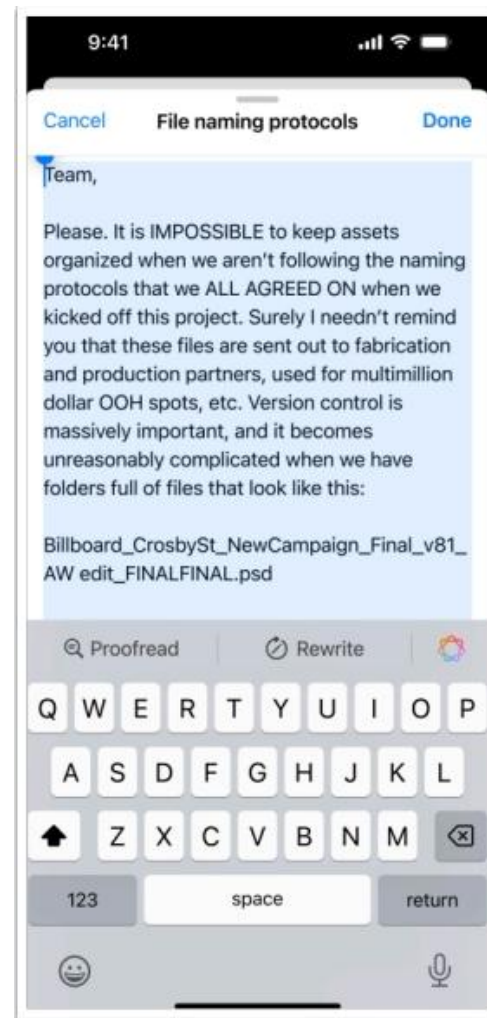 9:41
Cancel File naming protocols Done
Team,
Please. It is IMPOSSIBLE to keep assets
organized when we aren’t following the naming
protocols that we ALL AGREED ON when we
kicked off this project. Surely I needn’t remind
you that these files are sent out to fabrication
and production partners, used for multimillion
dollar OOH spots, etc. Version control is
massively important, and it becomes
unreasonably complicated when we have
folders full of files that look like this:
Billboard_CrosbySt_NewCampaign_Final_v81_
AW edit_FINALFINAL.psd
Proofread Rewrite
Q W E R T Y U I O P
A S D F G H J K L
Z X C V B N M
123 space return